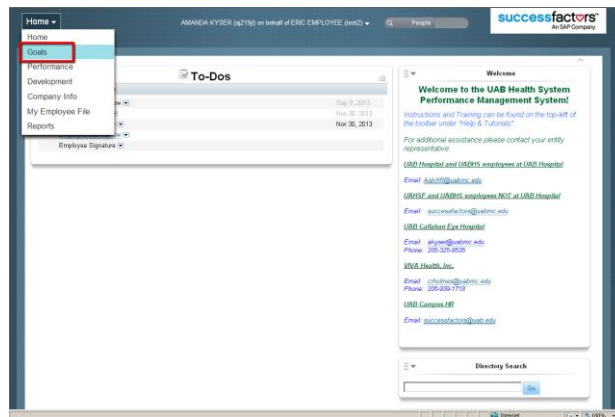 Home
AMANDA KYSER (aj219jl) on behalf of ERIC EMPLOYEE (test2)
People
successfactors
An SAP Company
Home
Goals
Performance
Development
Company Info
My Employee File
Reports
To-Dos
Sep 9, 2013
Nov 30, 2013
Nov 30, 2013
Employee Signature
Welcome
Welcome to the UAB Health System
Performance Management System!
Instructions and Training can be found on the top-left of
the toolbar under "Help & Tutorials".
For additional assistance please contact your entity
representative.
UAB Hospital and UABHS employees at UAB Hospital
Email: AskHR@uabmc.edu
UAHSF and UABHS employees NOT at UAB Hospital
Email: successfactors@uabmc.edu
UAB Callahan Eye Hospital
Email: akyser@uabmc.edu
Phone: 205-325-8535
VIVA Health, Inc.
Email: crholmes@uabmc.edu
Phone: 205-939-1718
UAB Campus HR
Email: successfactors@uab.edu
Directory Search
Go
Internet
100%